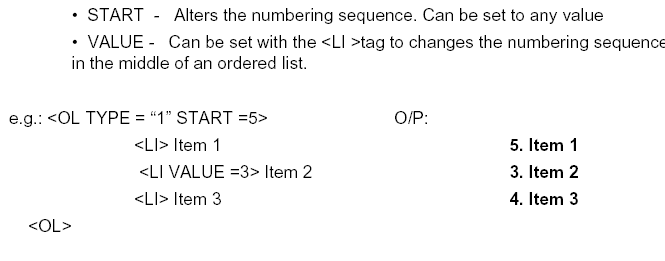 • START - Alters the numbering sequence. Can be set to any value
• VALUE - Can be set with the <LI >tag to changes the numbering sequence
in the middle of an ordered list.
e.g.: <OL TYPE = “1” START =5> O/P:
<LI> Item 1 5. Item 1
<LI VALUE =3> Item 2 3. Item 2
<LI> Item 3 4. Item 3
<OL>